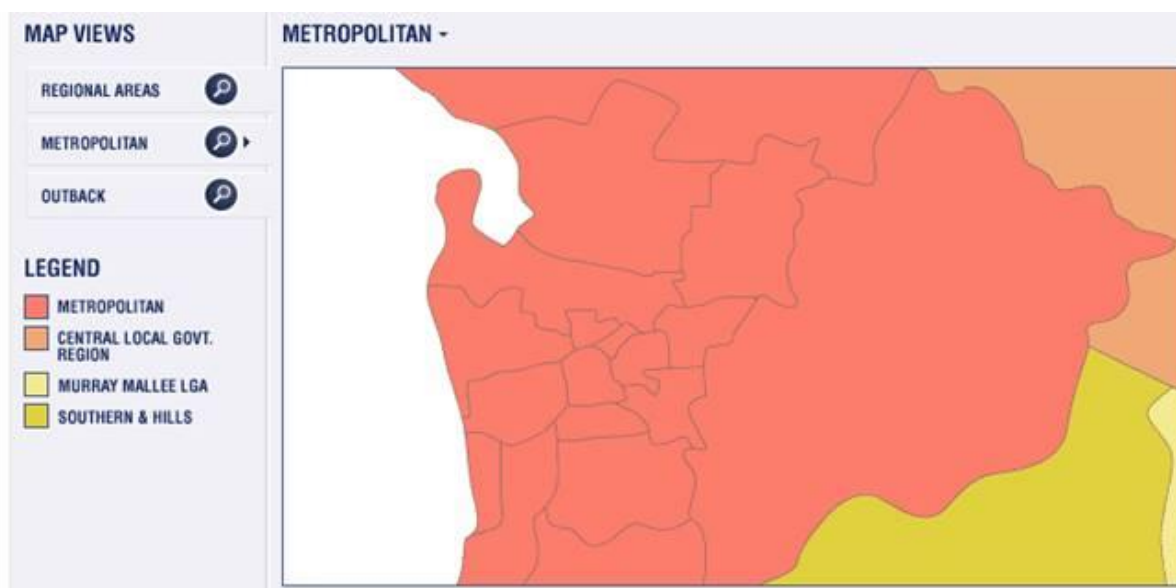 MAP VIEWS
REGIONAL AREAS
METROPOLITAN
OUTBACK
LEGEND
METROPOLITAN
CENTRAL LOCAL GOVT.
REGION
MURRAY MALLEE LGA
SOUTHERN & HILLS
METROPOLITAN